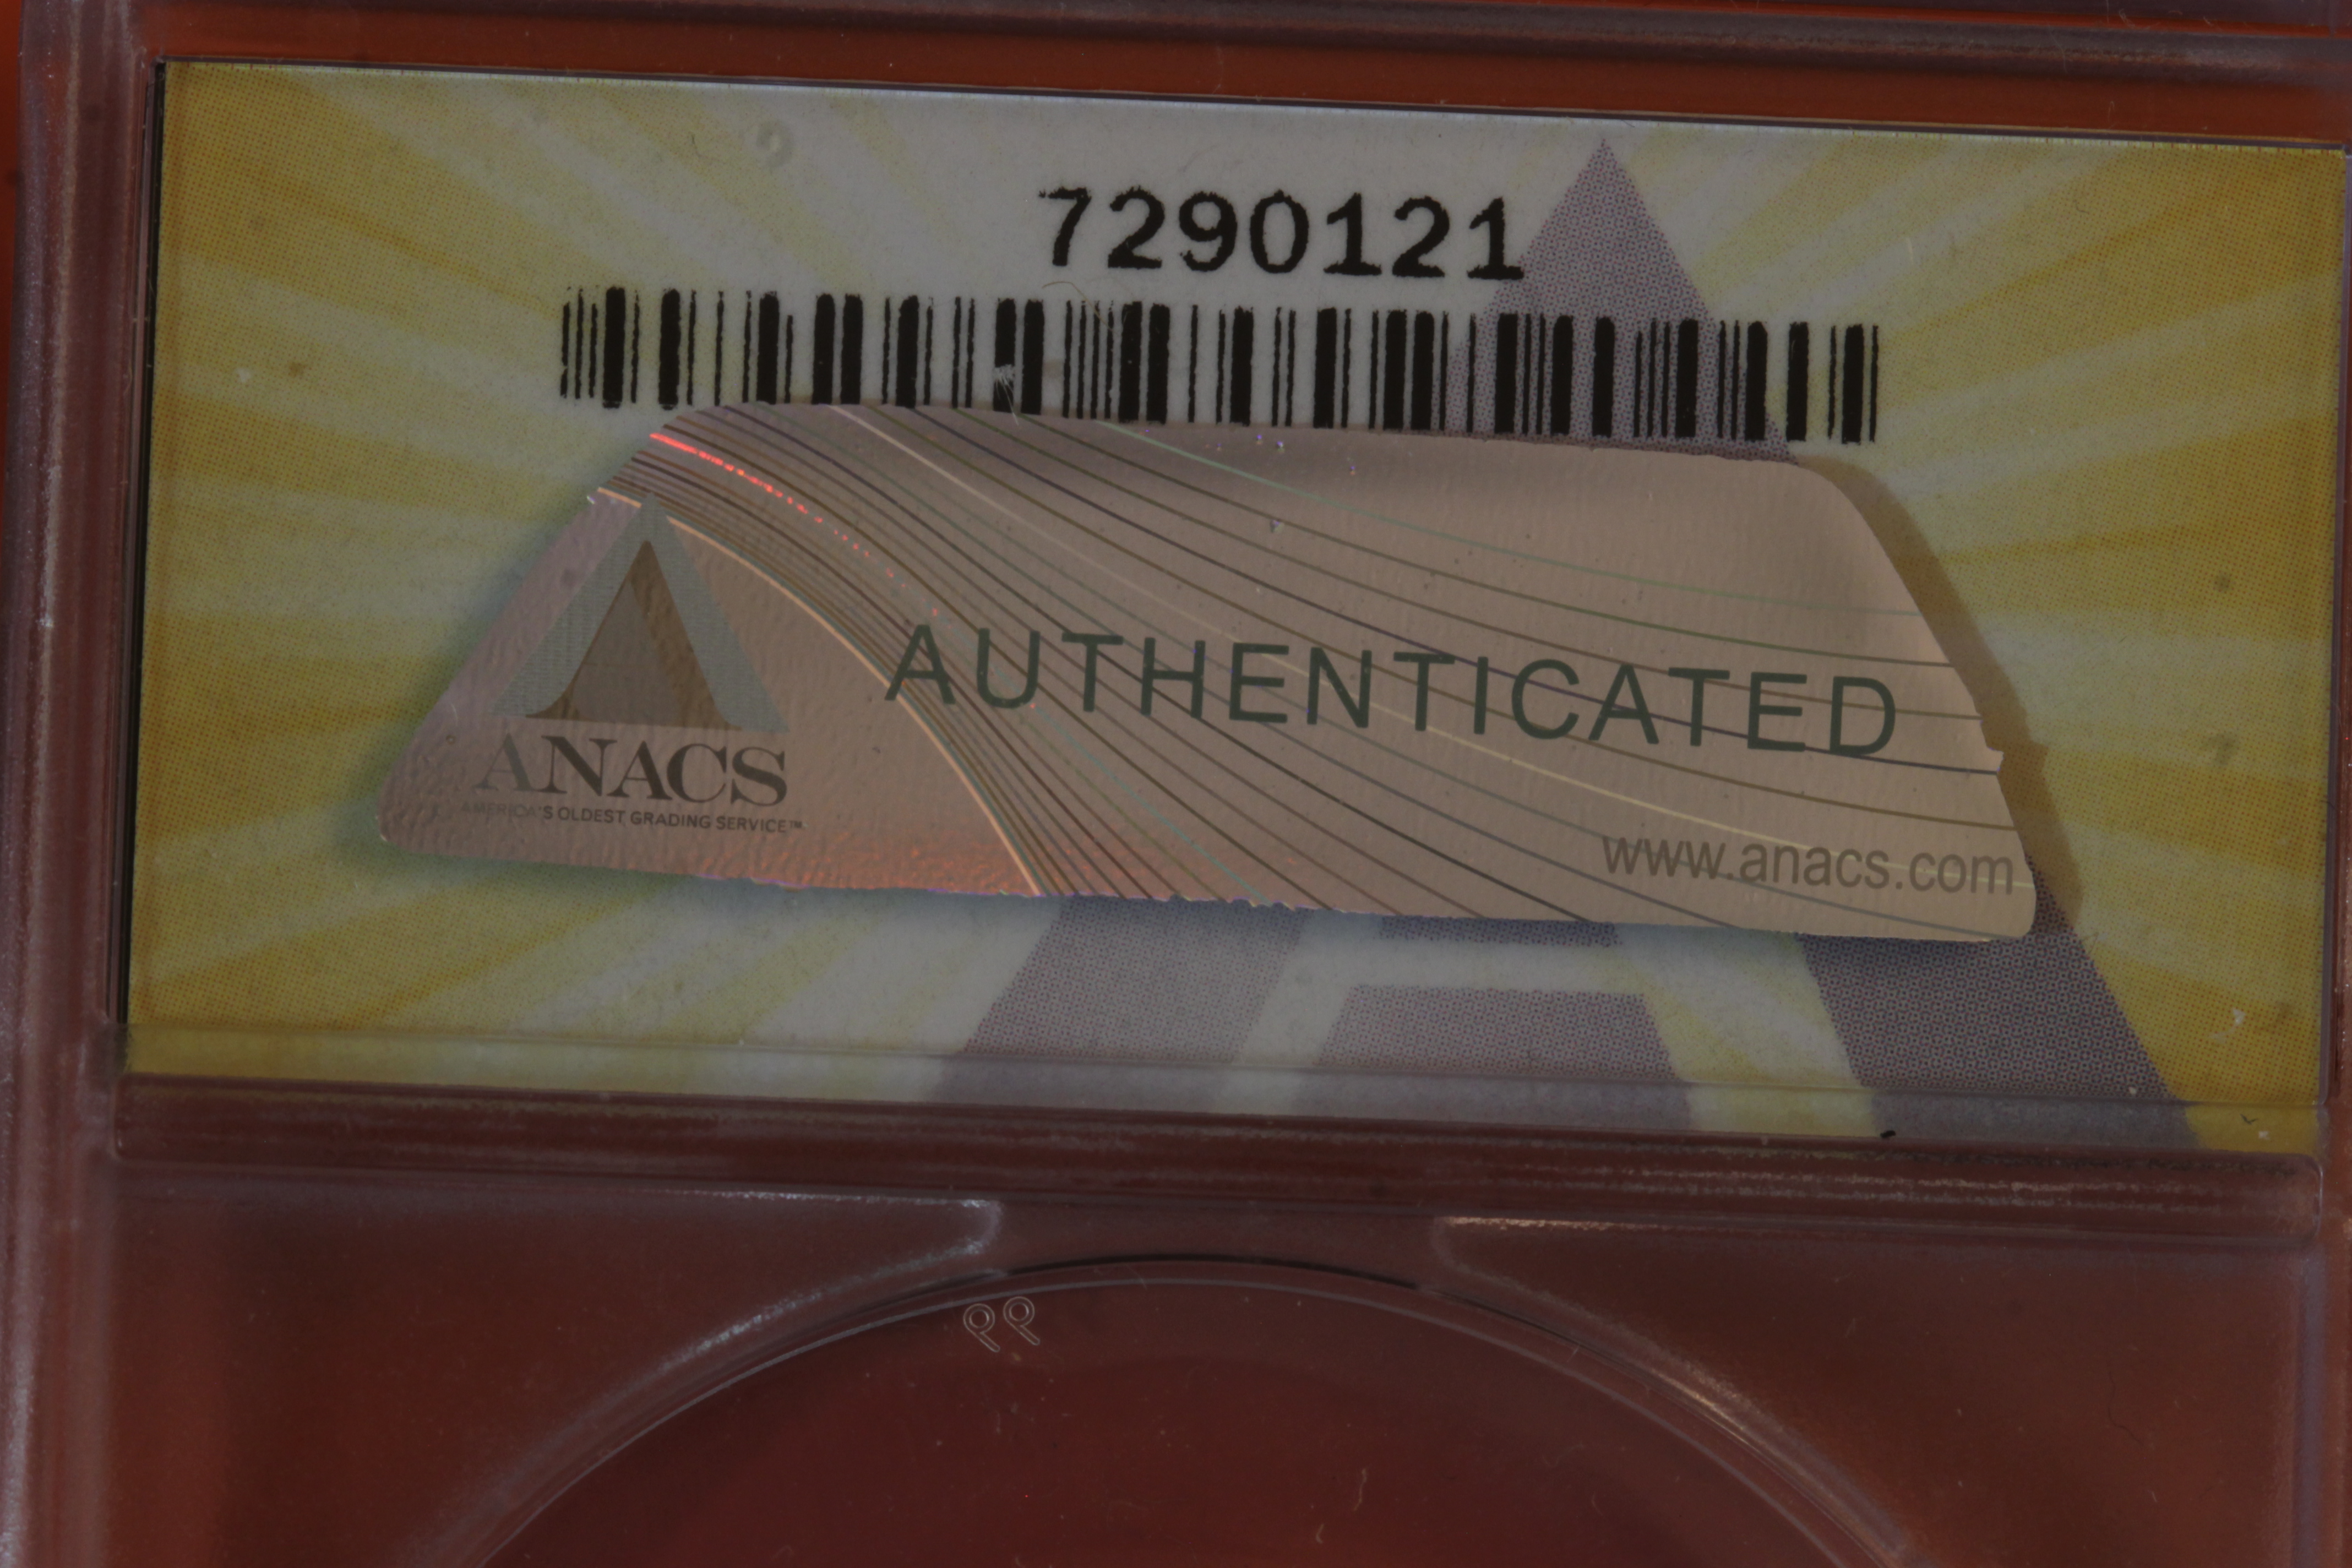 7290121
AUTHENTICATED
ANACS
AMERICA'S OLDEST GRADING SERVICE™
www.anacs.com